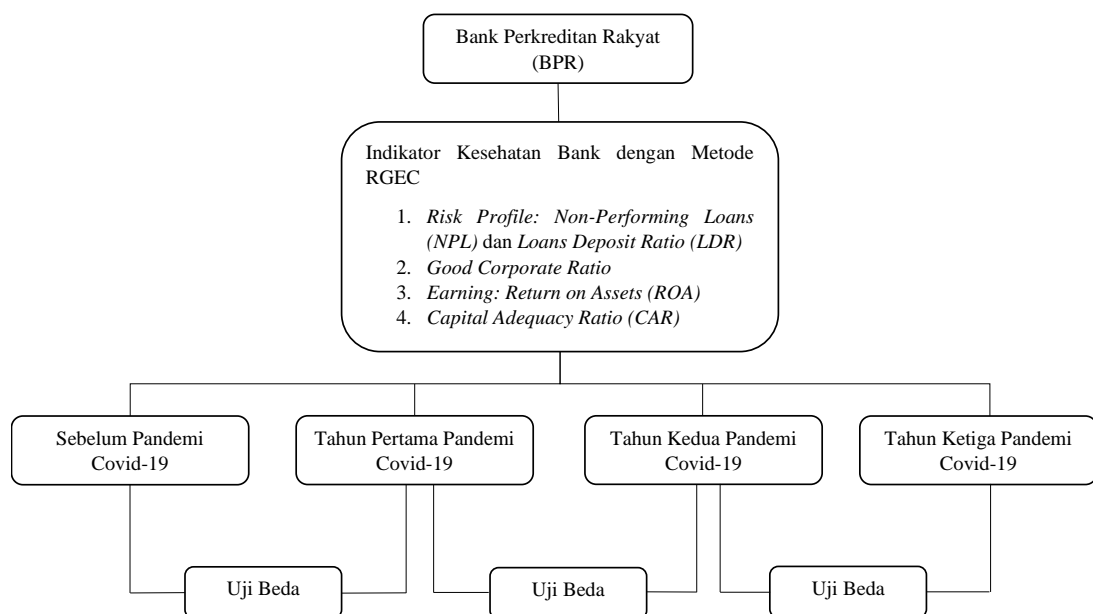 Bank Perkreditan Rakyat
(BPR)
Indikator Kesehatan Bank dengan Metode
RGEC
1. Risk Profile: Non-Performing Loans
(NPL) dan Loans Deposit Ratio (LDR)
2. Good Corporate Ratio
3. Earning: Return on Assets (ROA)
4. Capital Adequacy Ratio (CAR)
Sebelum Pandemi
Covid-19
Tahun Pertama Pandemi
Covid-19
Tahun Kedua Pandemi
Covid-19
Tahun Ketiga Pandemi
Covid-19
Uji Beda
Uji Beda
Uji Beda